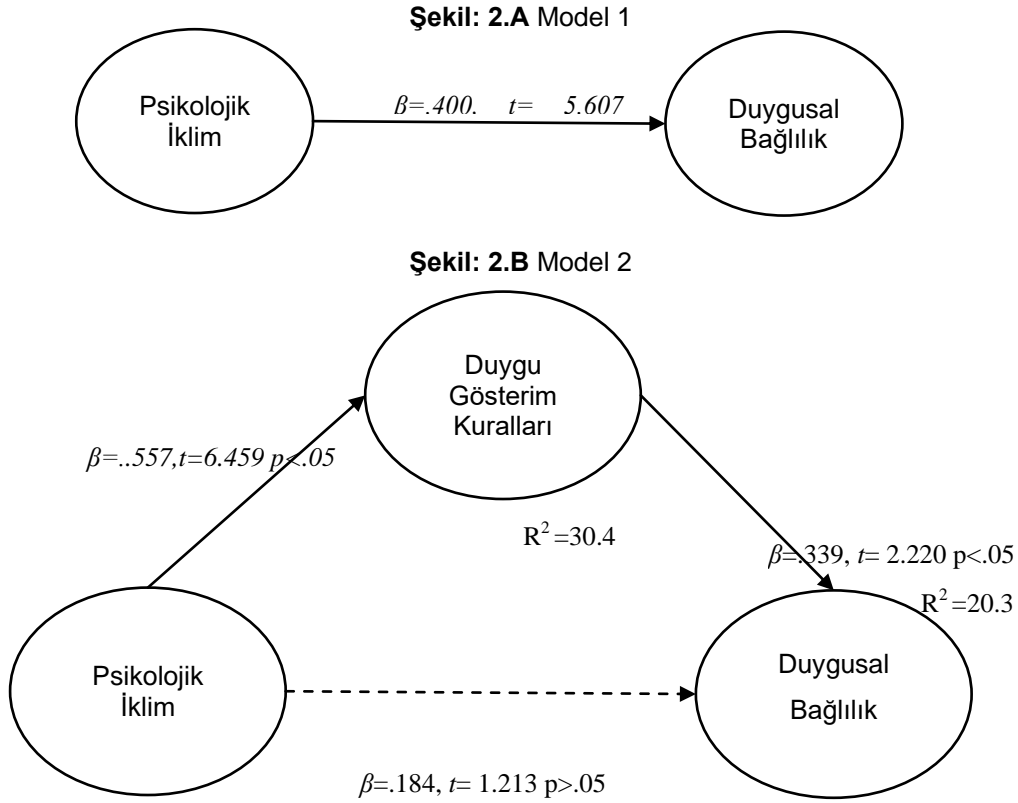 Şekil: 2.A Model 1
Psikolojik
İklim
β=.400. t= 5.607
Duygusal
Bağlılık
Şekil: 2.B Model 2
Duygu
Gösterim
Kuralları
β=..557,t=6.459 p<.05
R² =30.4
β=.339, t= 2.220 p<.05
R² =20.3
Psikolojik
İklim
Duygusal
Bağlılık
β=.184, t= 1.213 p>.05